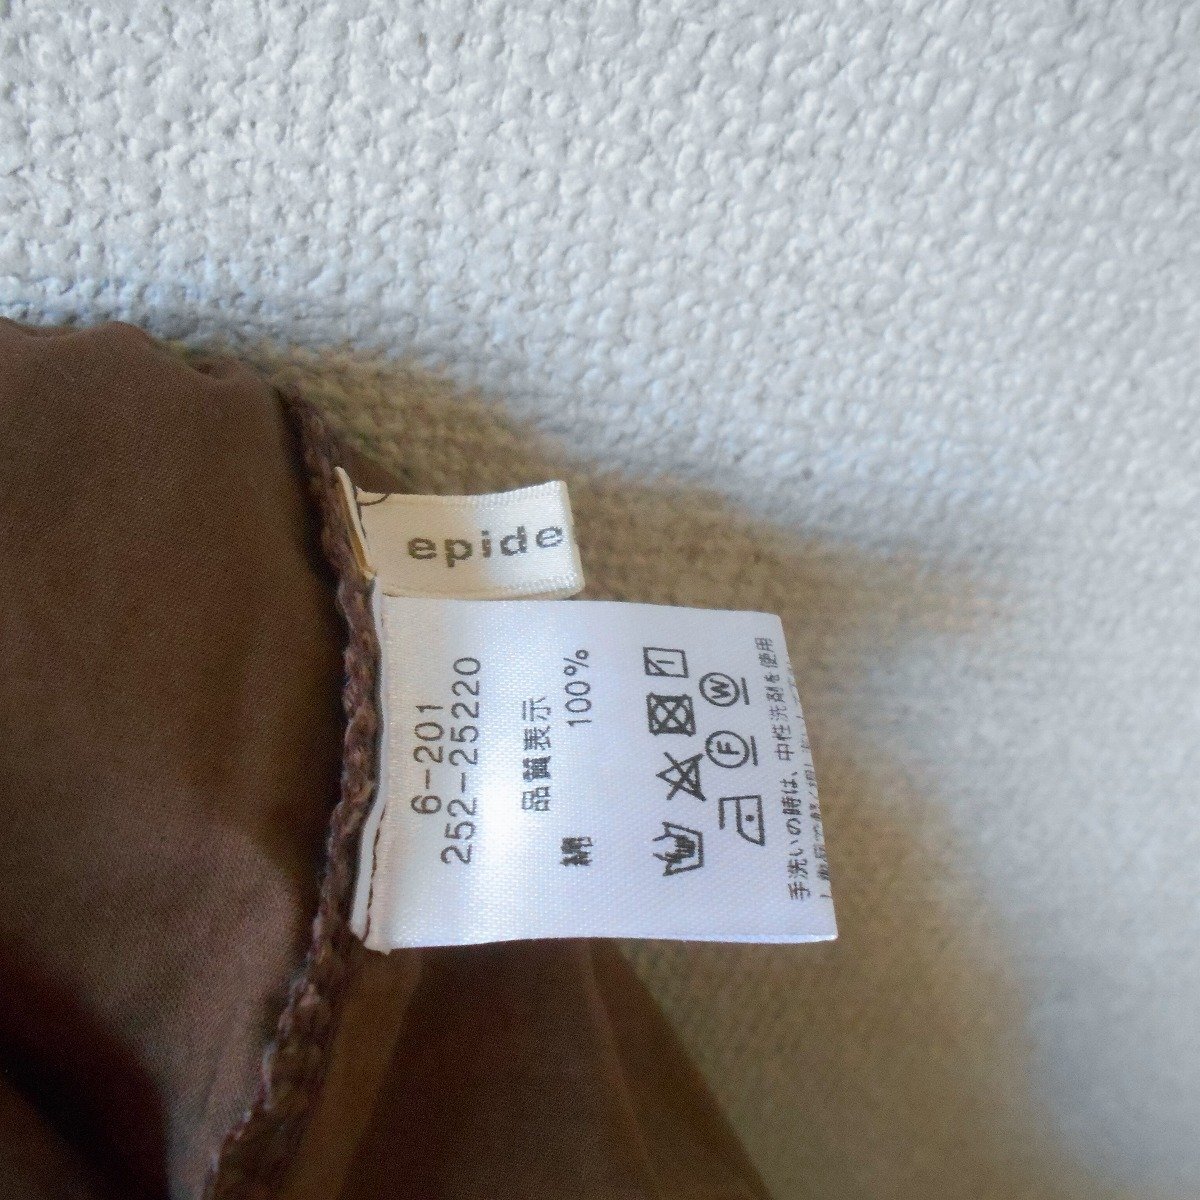 epide
6-201
252-25220
品質表示
綿 100%
W
F
手洗いの時は、中性洗剤を使用